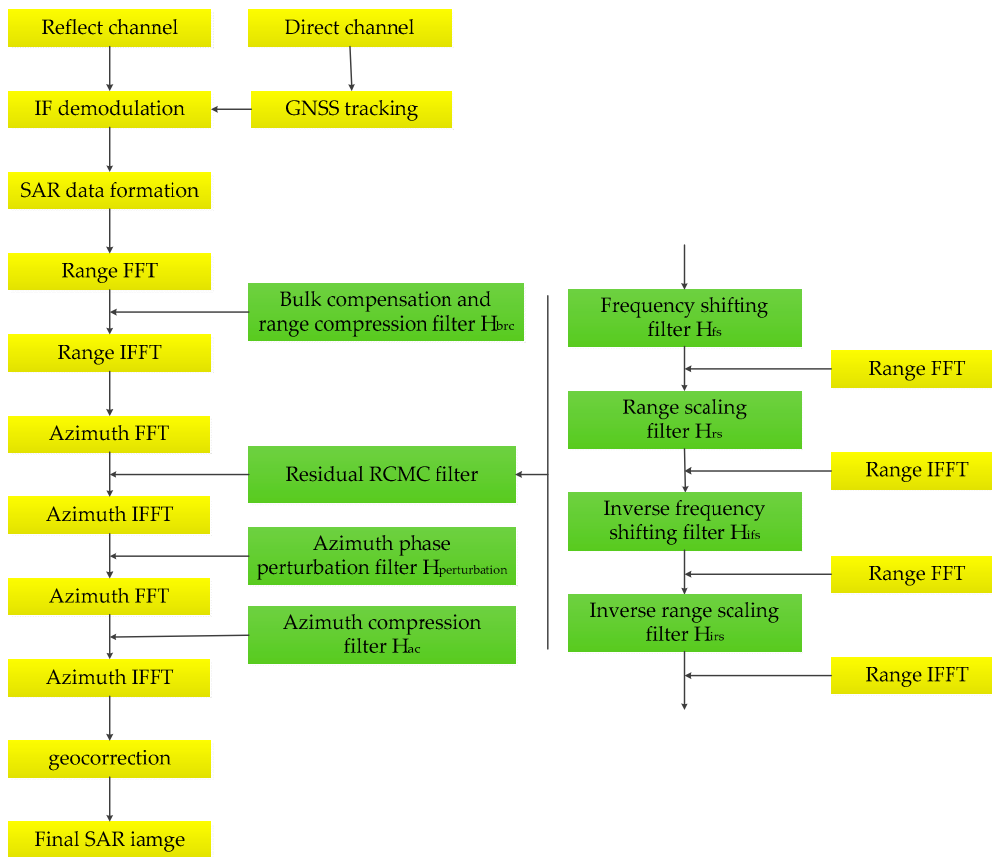 Reflect channel
Direct channel
IF demodulation
GNSS tracking
SAR data formation
Range FFT
Bulk compensation and
range compression filter Hbrc
Range IFFT
Azimuth FFT
Residual RCMC filter
Azimuth IFFT
Azimuth phase
perturbation filter Hperturbation
Azimuth FFT
Azimuth compression
filter Hac
Azimuth IFFT
geocorrection
Final SAR iamge
Frequency shifting
filter Hfs
Range FFT
Range scaling
filter Hrs
Range IFFT
Inverse frequency
shifting filter Hifs
Range FFT
Inverse range scaling
filter Hirs
Range IFFT